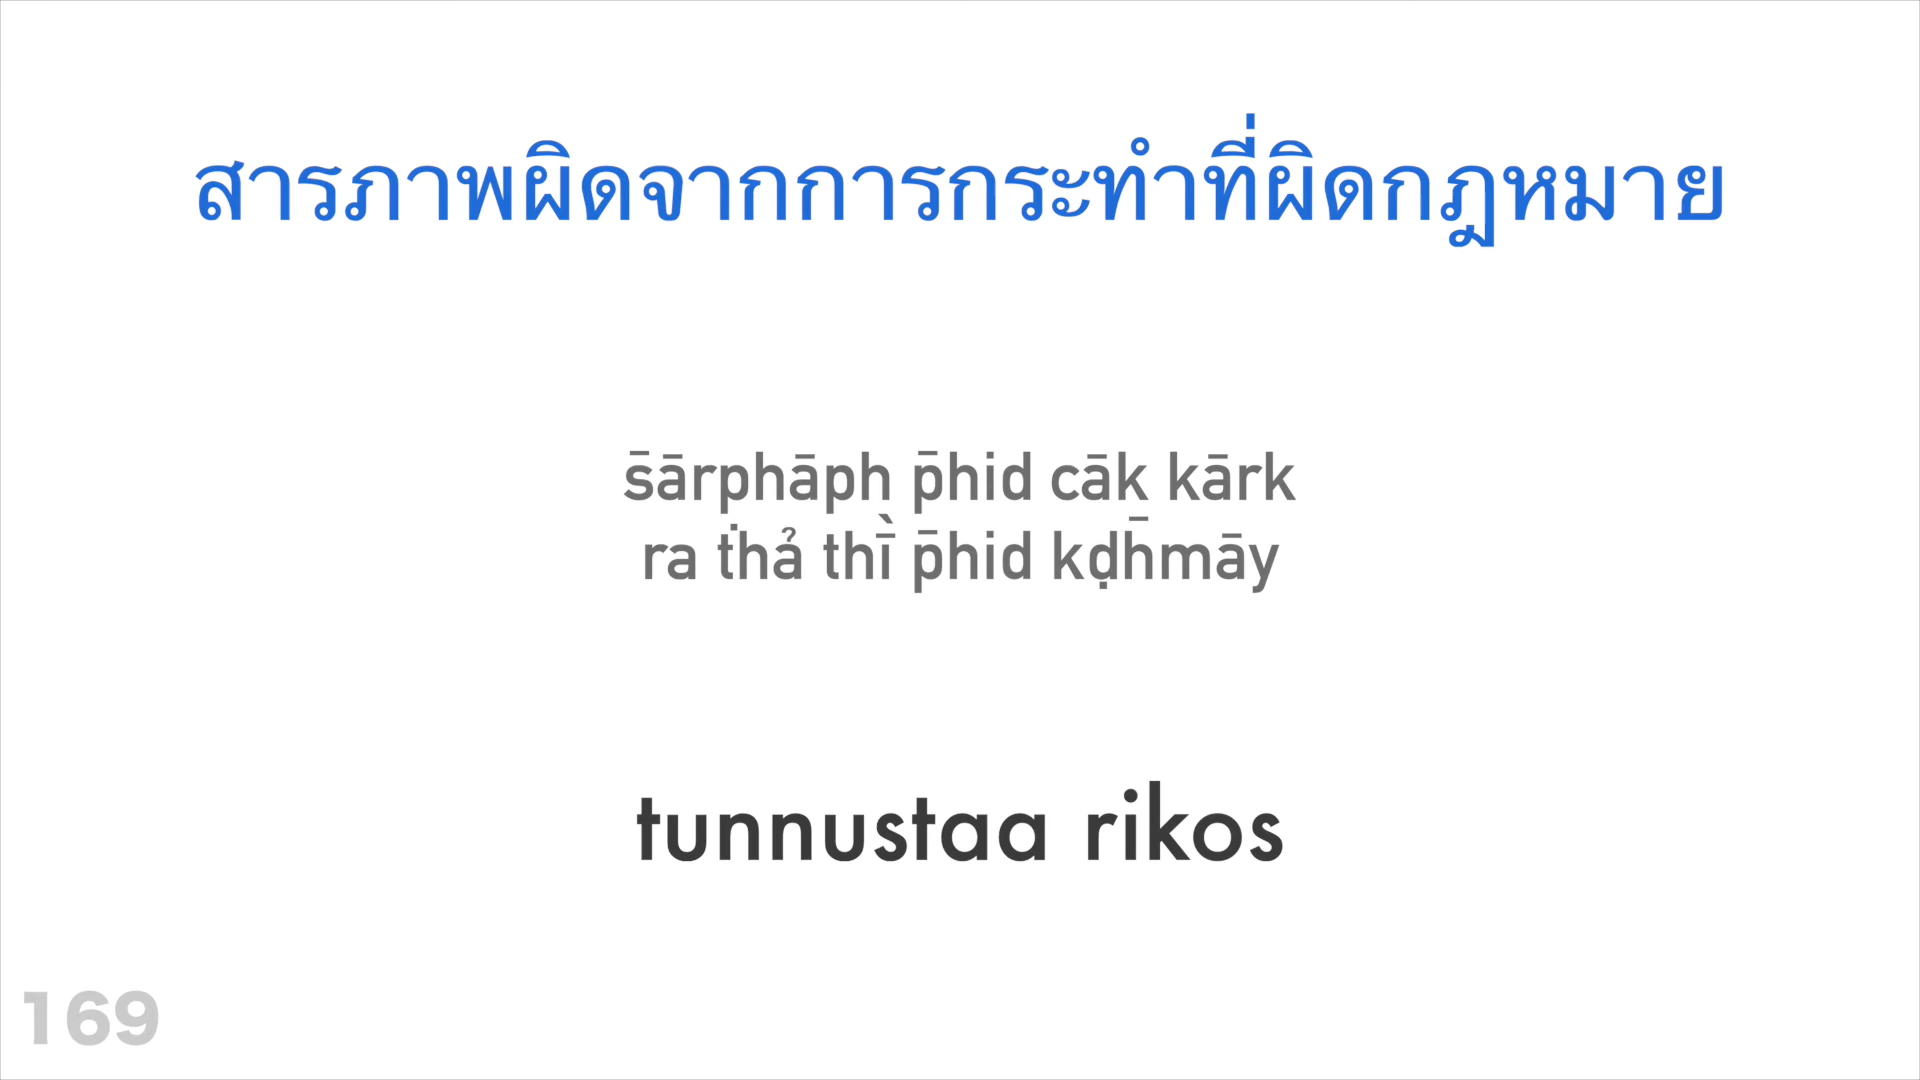 สารภาพผิดจากการกระทำที่ผิดกฎหมาย
s̄ārphāph p̄hid cāk kārk
ra ṫhả thī̀ p̄hid kḍh̄māy
tunnustaa rikos
169